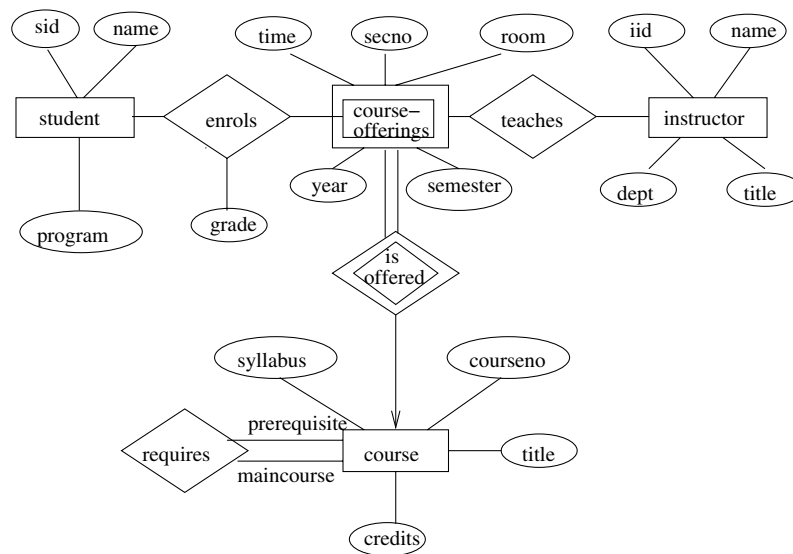 sid
name
time
secno
room
iid
name
student
enrols
course-
offerings
teaches
instructor
year
semester
dept
title
program
grade
is
offered
syllabus
courseno
prerequisite
requires
course
title
maincourse
credits